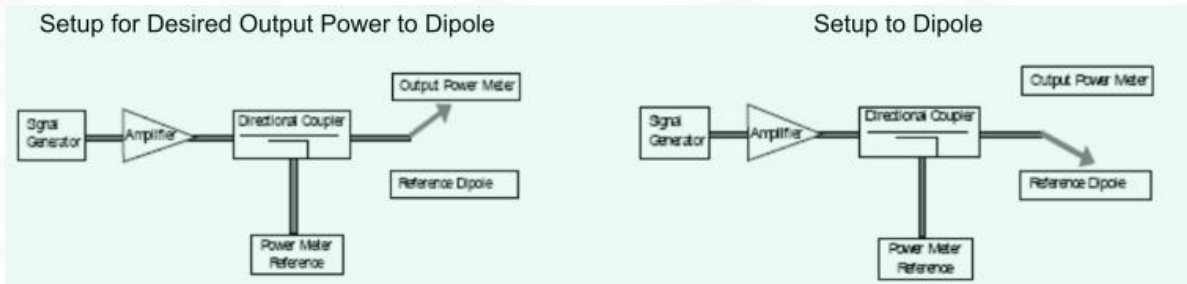 Setup for Desired Output Power to Dipole
Output Power Meter
Signal
Generator
Amplifier
Directional Coupler
Reference Dipole
Power Meter
Reference
Setup to Dipole
Output Power Meter
Signal
Generator
Amplifier
Directional Coupler
Reference Dipole
Power Meter
Reference